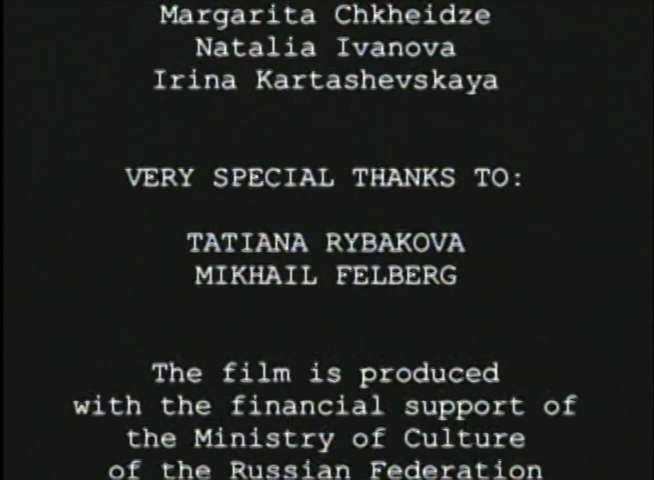 Margarita Chkheidze
Natalia Ivanova
Irina Kartashevskaya
VERY SPECIAL THANKS TO:
TATIANA RYBAKOVA
MIKHAIL FELBERG
The film is produced
with the financial support of
the Ministry of Culture
of the Russian Federation